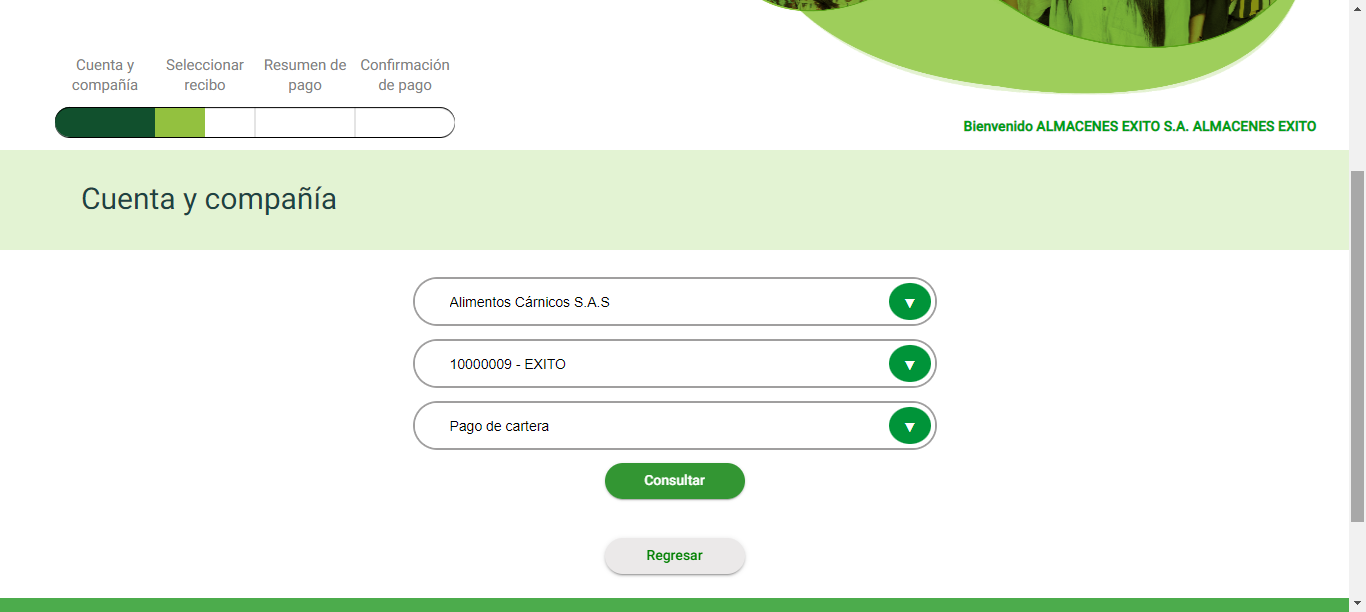 Cuenta y compañía
Seleccionar recibo
Resumen de pago
Confirmación de pago
Bienvenido ALMACENES EXITO S.A. ALMACENES EXITO
Cuenta y compañía
Alimentos Cárnicos S.A.S
10000009 - EXITO
Pago de cartera
Consultar
Regresar